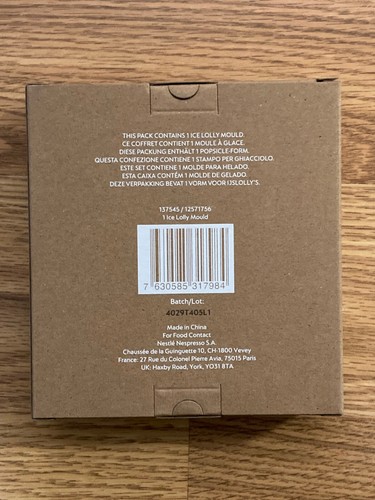 THIS PACK CONTAINS 1 ICE LOLLY MOULD.
CE COFFRET CONTIENT 1 MOULE À GLACE.
DIESE PACKUNG ENTHÄLT 1 POPSICLE-FORM.
QUESTA CONFEZIONE CONTIENE 1 STAMPO PER GHIACCIOLO.
ESTE SET CONTIENE 1 MOLDE PARA HELADO.
ESTA CAIXA CONTÉM 1 MOLDE DE GELADO.
DEZE VERPAKKING BEVAT 1 VORM VOOR IJSLOLLY'S.
137545 / 12571756
1 Ice Lolly Mould
7 630585 317984
Batch/Lot:
4029T405L1
Made in China
For Food Contact
Nestlé Nespresso S.A.
Chaussée de la Guinguette 10, CH-1800 Vevey
France: 27 Rue du Colonel Pierre Avia, 75015 Paris
UK: Haxby Road, York, YO31 8TA